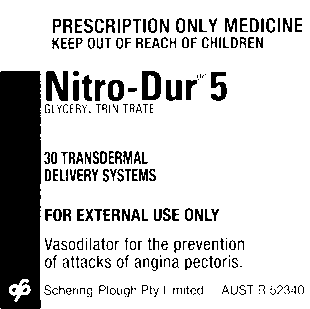 PRESCRIPTION ONLY MEDICINE
KEEP OUT OF REACH OF CHILDREN
Nitro-Dur™ 5
GLYCERYL TRINITRATE
30 TRANSDERMAL
DELIVERY SYSTEMS
FOR EXTERNAL USE ONLY
Vasodilator for the prevention
of attacks of angina pectoris.
Schering-Plough Pty Limited AUST R 52340